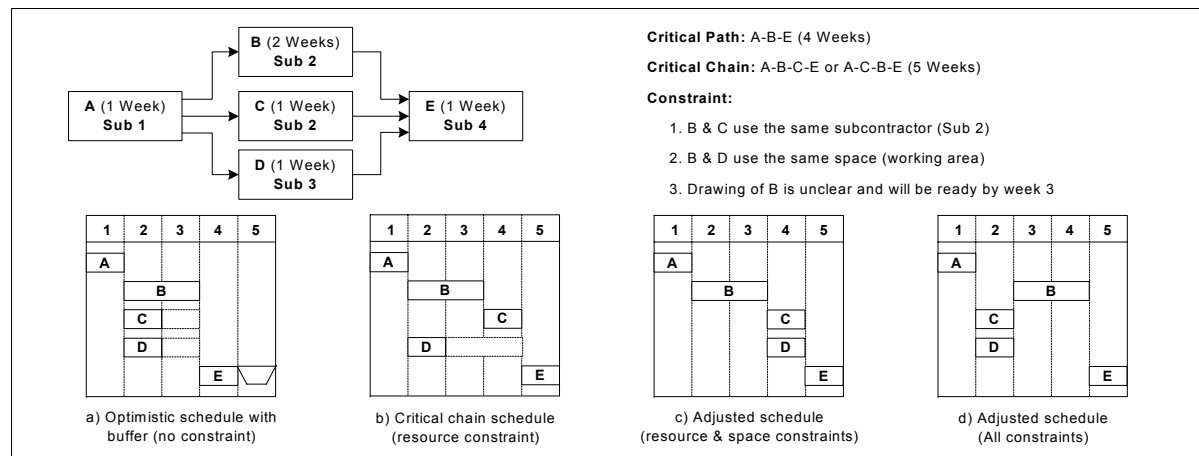 B (2 Weeks)
Sub 2
A (1 Week)
Sub 1
C (1 Week)
Sub 2
E (1 Week)
Sub 4
D (1 Week)
Sub 3
Critical Path: A-B-E (4 Weeks)
Critical Chain: A-B-C-E or A-C-B-E (5 Weeks)
Constraint:
1. B & C use the same subcontractor (Sub 2)
2. B & D use the same space (working area)
3. Drawing of B is unclear and will be ready by week 3
1 2 3 4 5
A
B
C
D
E
a) Optimistic schedule with
buffer (no constraint)
1 2 3 4 5
A
B
C
D
E
b) Critical chain schedule
(resource constraint)
1 2 3 4 5
A
B
C
D
E
c) Adjusted schedule
(resource & space constraints)
1 2 3 4 5
A
B
C
D
E
d) Adjusted schedule
(All constraints)